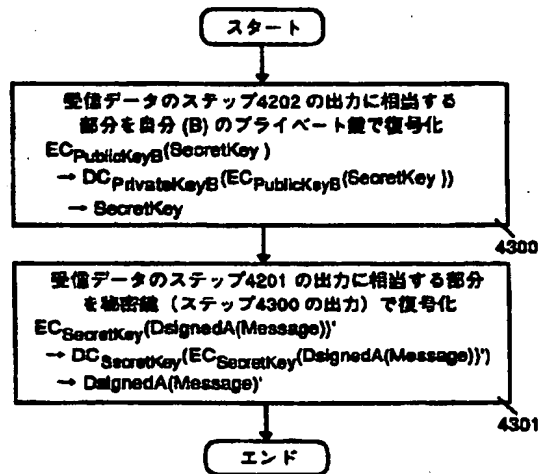 スタート
受信データのステップ4202 の出力に相当する
部分を自分 (B) のプライベート鍵で復号化
EC_PublicKeyB(SecretKey )
→ DC_PrivateKeyB(EC_PublicKeyB(SecretKey ))
→ SecretKey
4300
受信データのステップ4201 の出力に相当する部分
を秘密鍵（ステップ4300 の出力）で復号化
EC_SecretKey(DsignedA(Message))'
→ DC_SecretKey(EC_SecretKey(DsignedA(Message))')
→ DsignedA(Message)'
4301
エンド